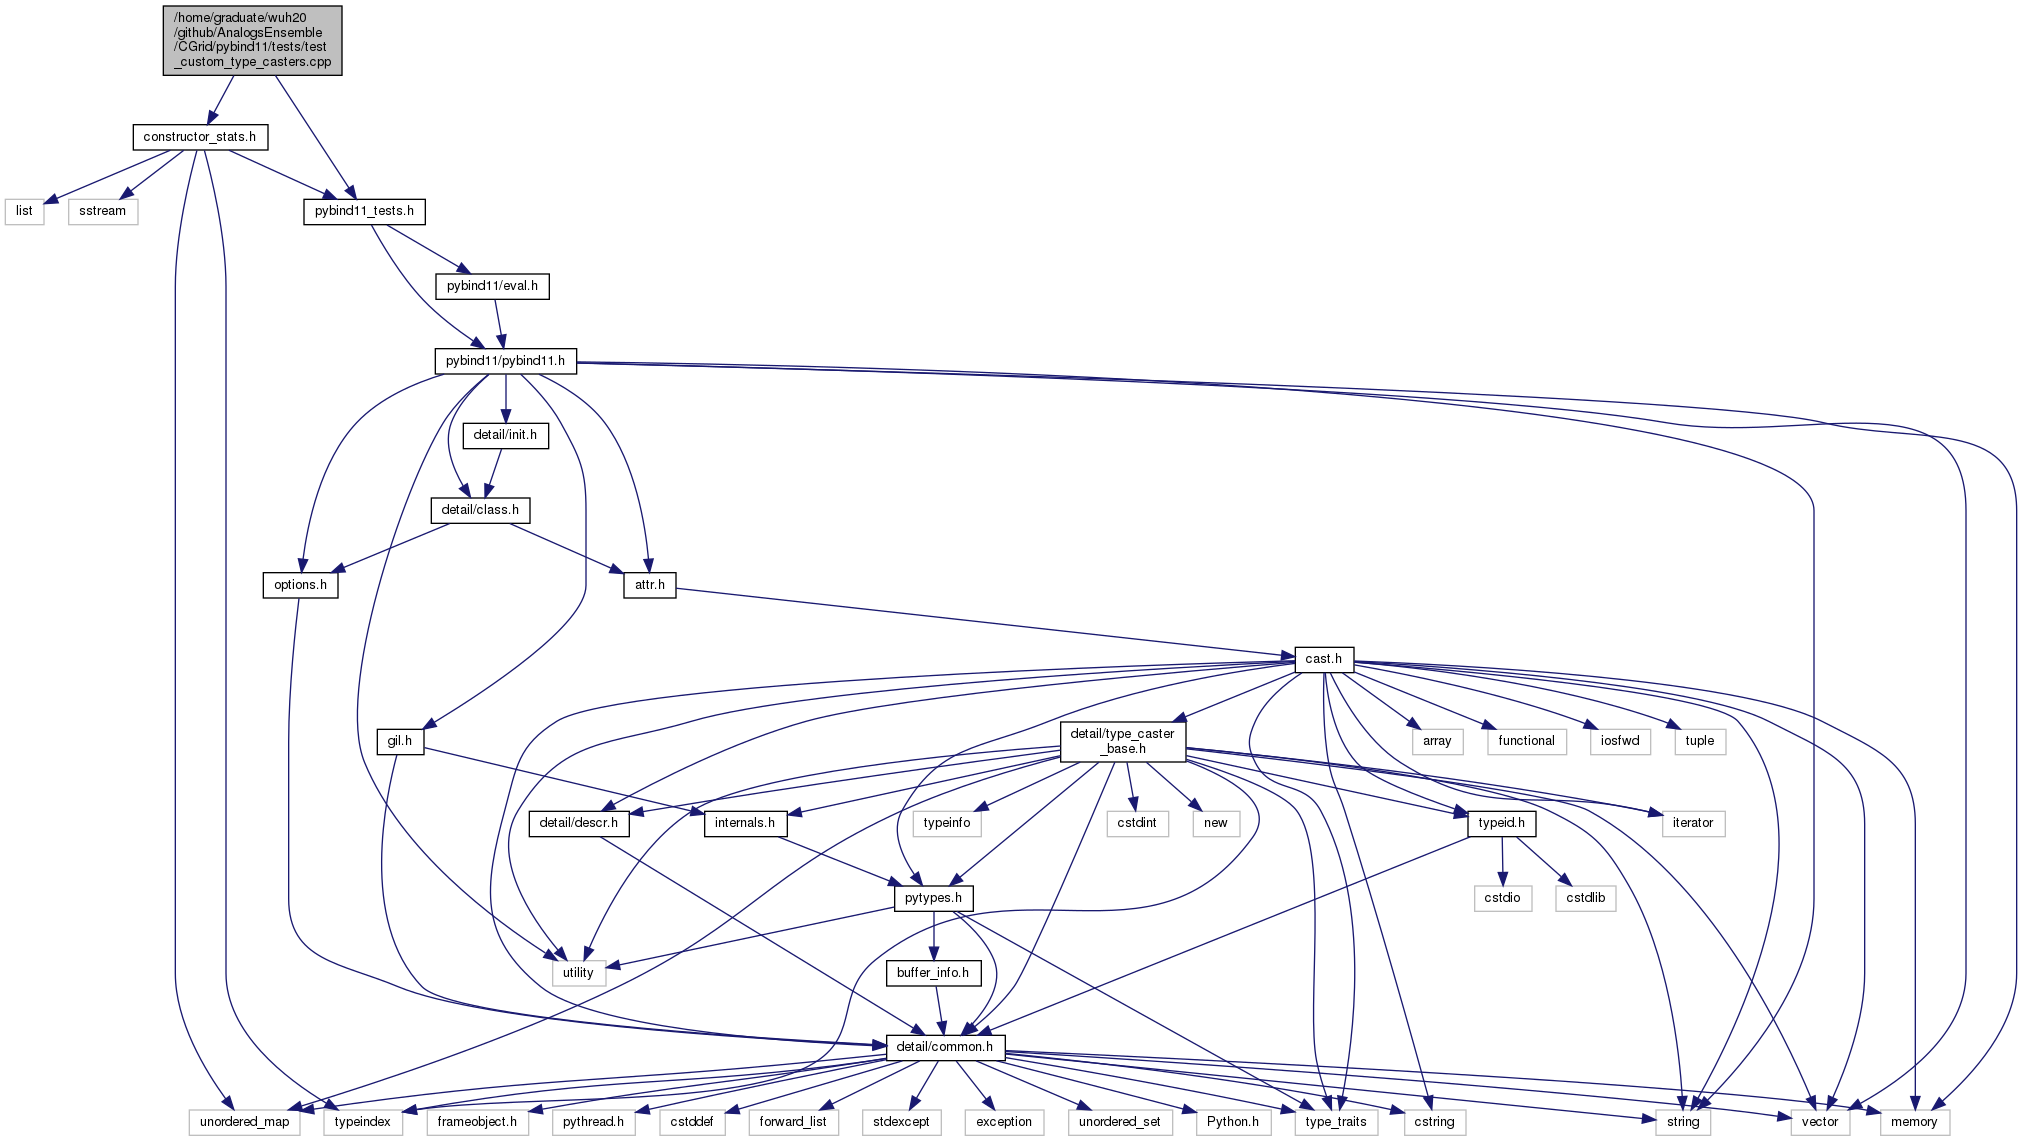 /home/graduate/wuh20
/github/AnalogsEnsemble
/CGrid/pybind11/tests/test
_custom_type_casters.cpp
constructor_stats.h
list
sstream
pybind11_tests.h
pybind11/eval.h
pybind11/pybind11.h
detail/init.h
detail/class.h
options.h
attr.h
cast.h
gil.h
detail/type_caster
_base.h
array
functional
iosfwd
tuple
detail/descr.h
internals.h
typeinfo
cstdint
new
typeid.h
iterator
pytypes.h
cstdio
cstdlib
utility
buffer_info.h
detail/common.h
unordered_map
typeindex
frameobject.h
pythread.h
cstddef
forward_list
stdexcept
exception
unordered_set
Python.h
type_traits
cstring
string
vector
memory